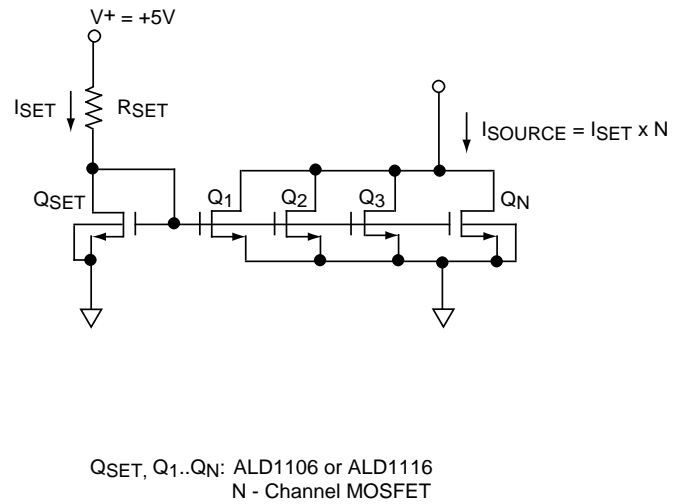 V+ = +5V
ISET
RSET
ISOURCE = ISET x N
QSET
Q1
Q2
Q3
QN
QSET, Q1..QN: ALD1106 or ALD1116
N - Channel MOSFET